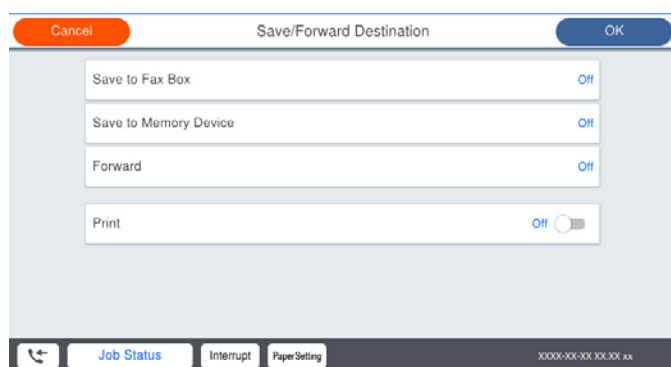 Cancel Save/Forward Destination OK
Save to Fax Box Off
Save to Memory Device Off
Forward Off
Print Off
Job Status Interrupt Paper Setting XXXX-XX-XX XX:XX xx